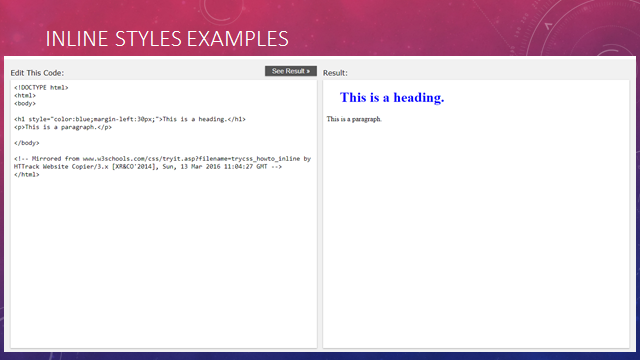 INLINE STYLES EXAMPLES
Edit This Code:
See Result »
Result:
<!DOCTYPE html>
<html>
<body>
<h1 style="color:blue;margin-left:30px;">This is a heading.</h1>
<p>This is a paragraph.</p>
</body>
<!-- Mirrored from www.w3schools.com/css/tryit.asp?filename=trycss_howto_inline by
HTTrack Website Copier/3.x [XR&CO'2014], Sun, 13 Mar 2016 11:04:27 GMT -->
</html>
This is a heading.
This is a paragraph.